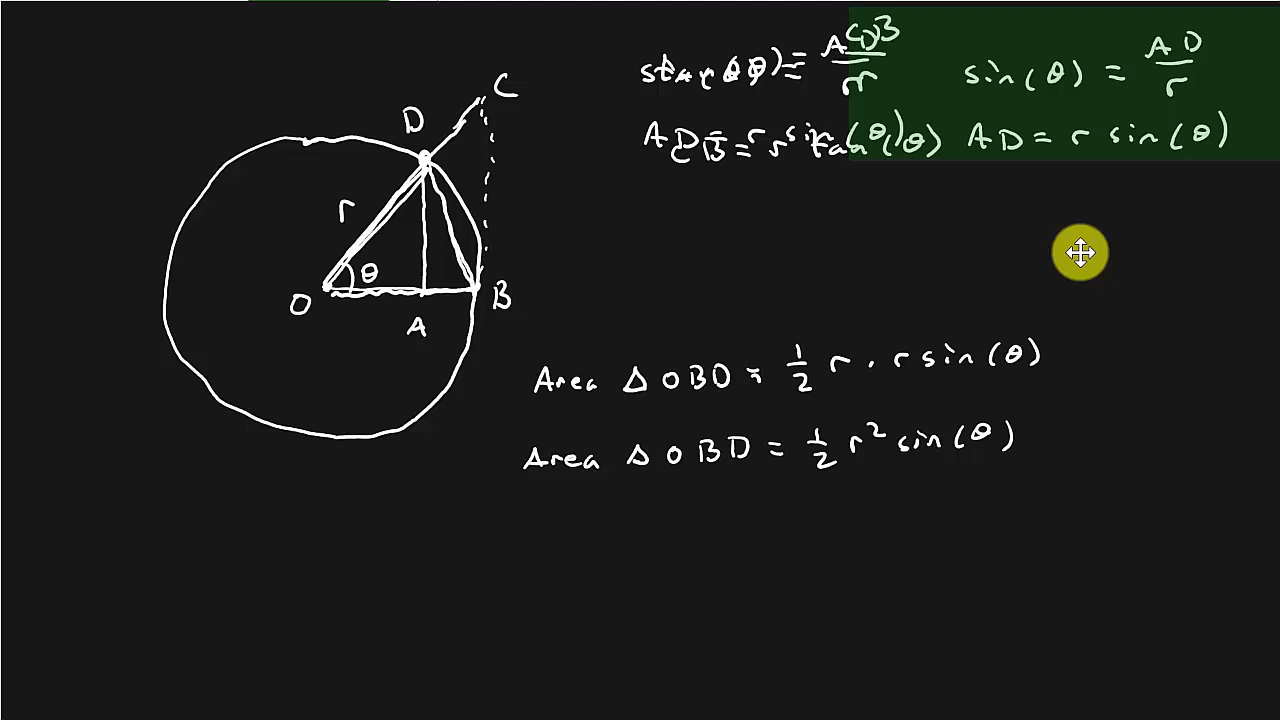 sin(θ) = AD/r
AD = r sin(θ)
C
D
r
θ
O
A
B
Area Δ OBD = 1/2 r · r sin(θ)
Area Δ OBD = 1/2 r² sin(θ)